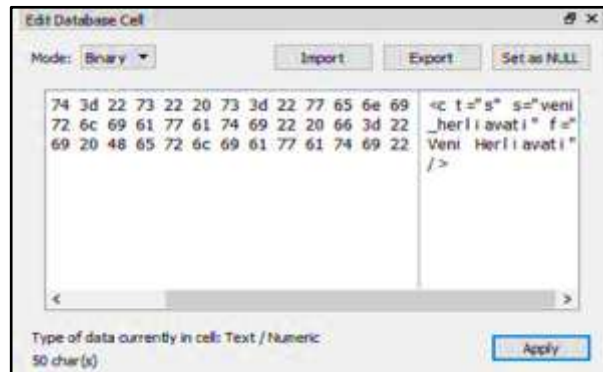 Edit Database Cell
Mode: Binary Import Export Set as NULL
74 3d 22 73 22 20 73 3d 22 77 65 6e 69 <c t="s" s="weni
72 6c 69 61 77 61 74 69 22 20 66 3d 22 _herliawati" f="
69 20 48 65 72 6c 69 61 77 61 74 69 22 Weni Herliawati"
/>
Type of data currently in cell: Text / Numeric
50 char(s)
Apply